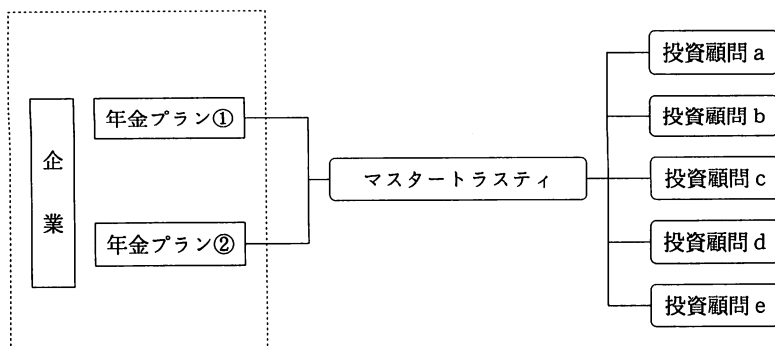 企業
年金プラン①
年金プラン②
マスタートラスティ
投資顧問 a
投資顧問 b
投資顧問 c
投資顧問 d
投資顧問 e